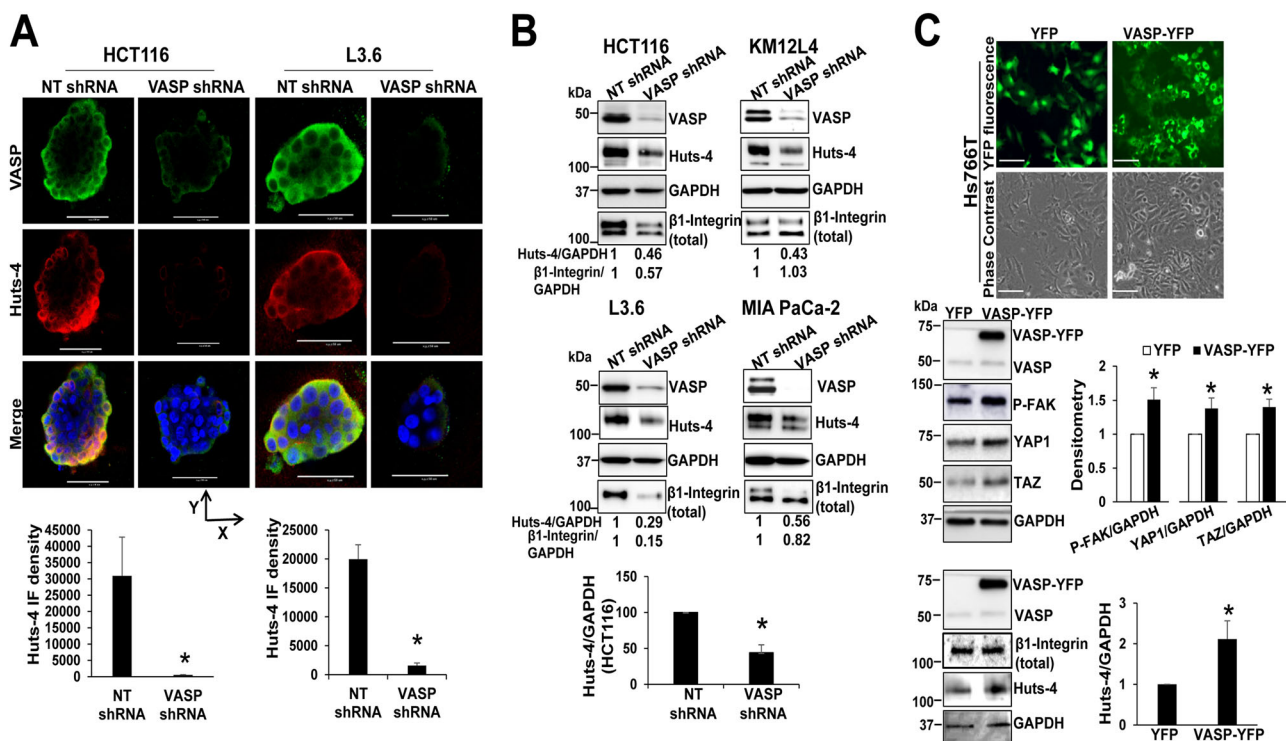 A
HCT116
L3.6
NT shRNA
VASP shRNA
NT shRNA
VASP shRNA
VASP
Huts-4
Merge
Y
X
Huts-4 IF density
45000
40000
35000
30000
25000
20000
15000
10000
5000
0
*
NT
shRNA
VASP
shRNA
Huts-4 IF density
25000
20000
15000
10000
5000
0
*
NT
shRNA
VASP
shRNA
B
HCT116
KM12L4
NT shRNA
VASP shRNA
NT shRNA
VASP shRNA
kDa
50
VASP
VASP
100
Huts-4
Huts-4
37
GAPDH
GAPDH
100
β1-Integrin
(total)
β1-Integrin
(total)
Huts-4/GAPDH 1 0.46 1 0.43
β1-Integrin/ 1 0.57 1 1.03
GAPDH
L3.6
MIA PaCa-2
NT shRNA
VASP shRNA
NT shRNA
VASP shRNA
kDa
50
VASP
VASP
100
Huts-4
Huts-4
37
GAPDH
GAPDH
100
β1-Integrin
(total)
β1-Integrin
(total)
Huts-4/GAPDH 1 0.29 1 0.56
β1-Integrin/ 1 0.15 1 0.82
GAPDH
Huts-4/GAPDH
(HCT116)
150
100
50
0
*
NT
shRNA
VASP
shRNA
C
YFP
VASP-YFP
Hs766T
YFP fluorescence
Phase Contrast
kDa
YFP
VASP-YFP
75
VASP-YFP
50
VASP
150
P-FAK
75
YAP1
50
TAZ
37
GAPDH
YFP
VASP-YFP
Densitometry
2
1.5
1
0.5
0
*
*
*
P-FAK/GAPDH
YAP1/GAPDH
TAZ/GAPDH
75
VASP-YFP
50
VASP
100
β1-Integrin
(total)
100
Huts-4
37
GAPDH
Huts-4/GAPDH
3
2
1
0
*
YFP
VASP-YFP